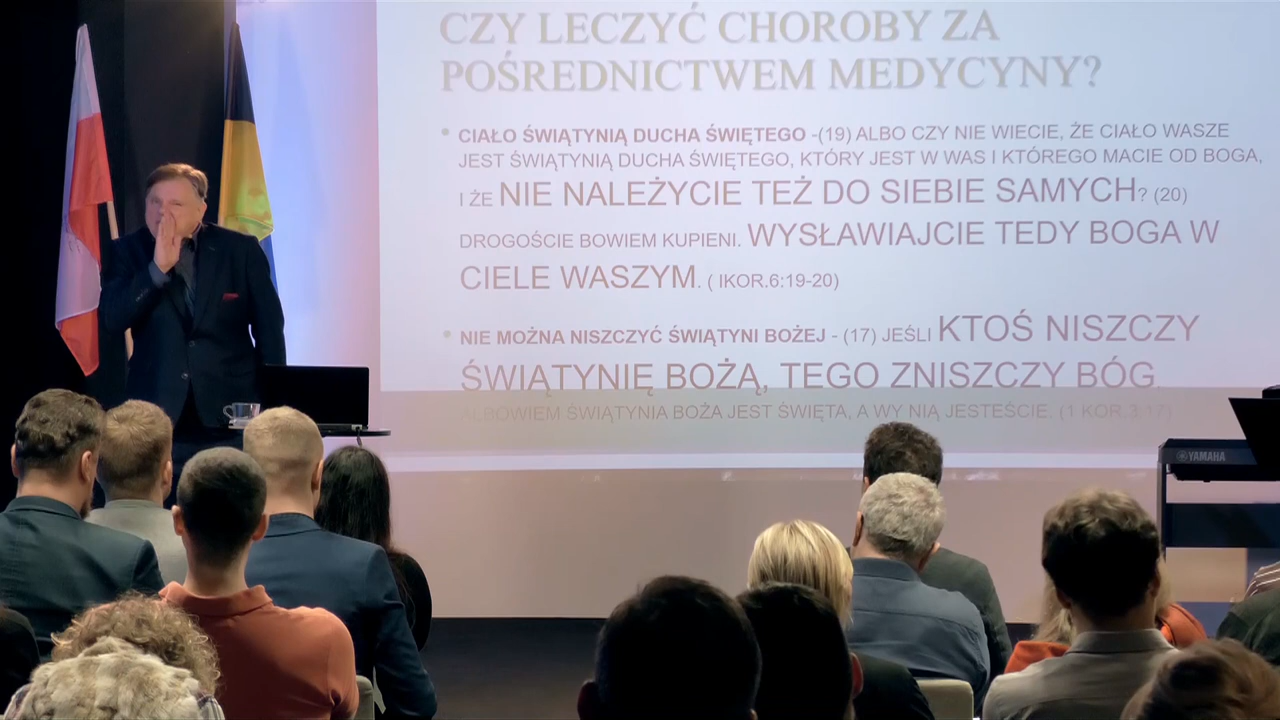 CZY LECZYĆ CHOROBY ZA
POŚREDNICTWEM MEDYCYNY?
• CIAŁO ŚWIĄTYNIĄ DUCHA ŚWIĘTEGO -(19) ALBO CZY NIE WIECIE, ŻE CIAŁO WASZE
JEST ŚWIĄTYNIĄ DUCHA ŚWIĘTEGO, KTÓRY JEST W WAS I KTÓREGO MACIE OD BOGA,
I ŻE NIE NALEŻYCIE TEŻ DO SIEBIE SAMYCH? (20)
DROGOŚCIE BOWIEM KUPIENI. WYSŁAWIAJCIE TEDY BOGA W
CIELE WASZYM. ( IKOR.6:19-20)
• NIE MOŻNA NISZCZYĆ ŚWIĄTYNI BOŻEJ - (17) JEŚLI KTOŚ NISZCZY
ŚWIĄTYNIĘ BOŻĄ, TEGO ZNISZCZY BÓG,
ALBOWIEM ŚWIĄTYNIA BOŻA JEST ŚWIĘTA, A WY NIĄ JESTEŚCIE, (1 KOR.3:17)
YAMAHA